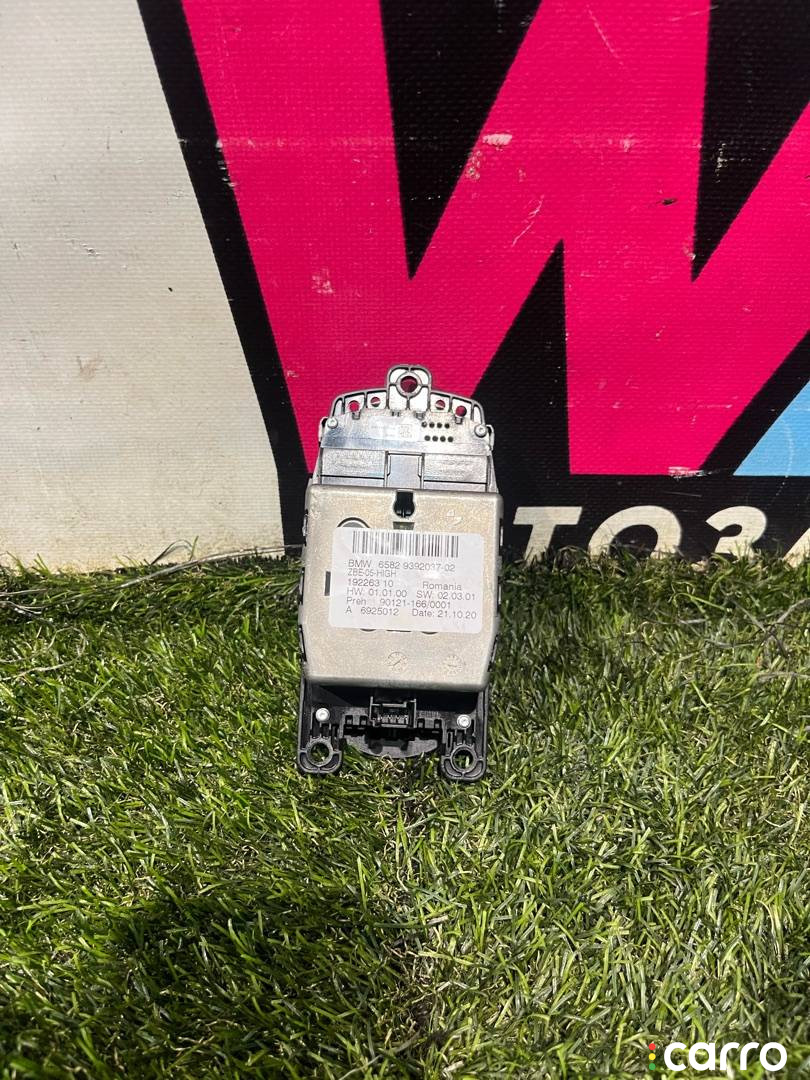 W
ТОЗА
BMW 6582 9392037-02
ZBE-05-HIGH
19226310 Romania
HW: 01.01.00 SW: 02.03.01
Preh 90121-166/0001
A 6925012 Date: 21.10.20
carro